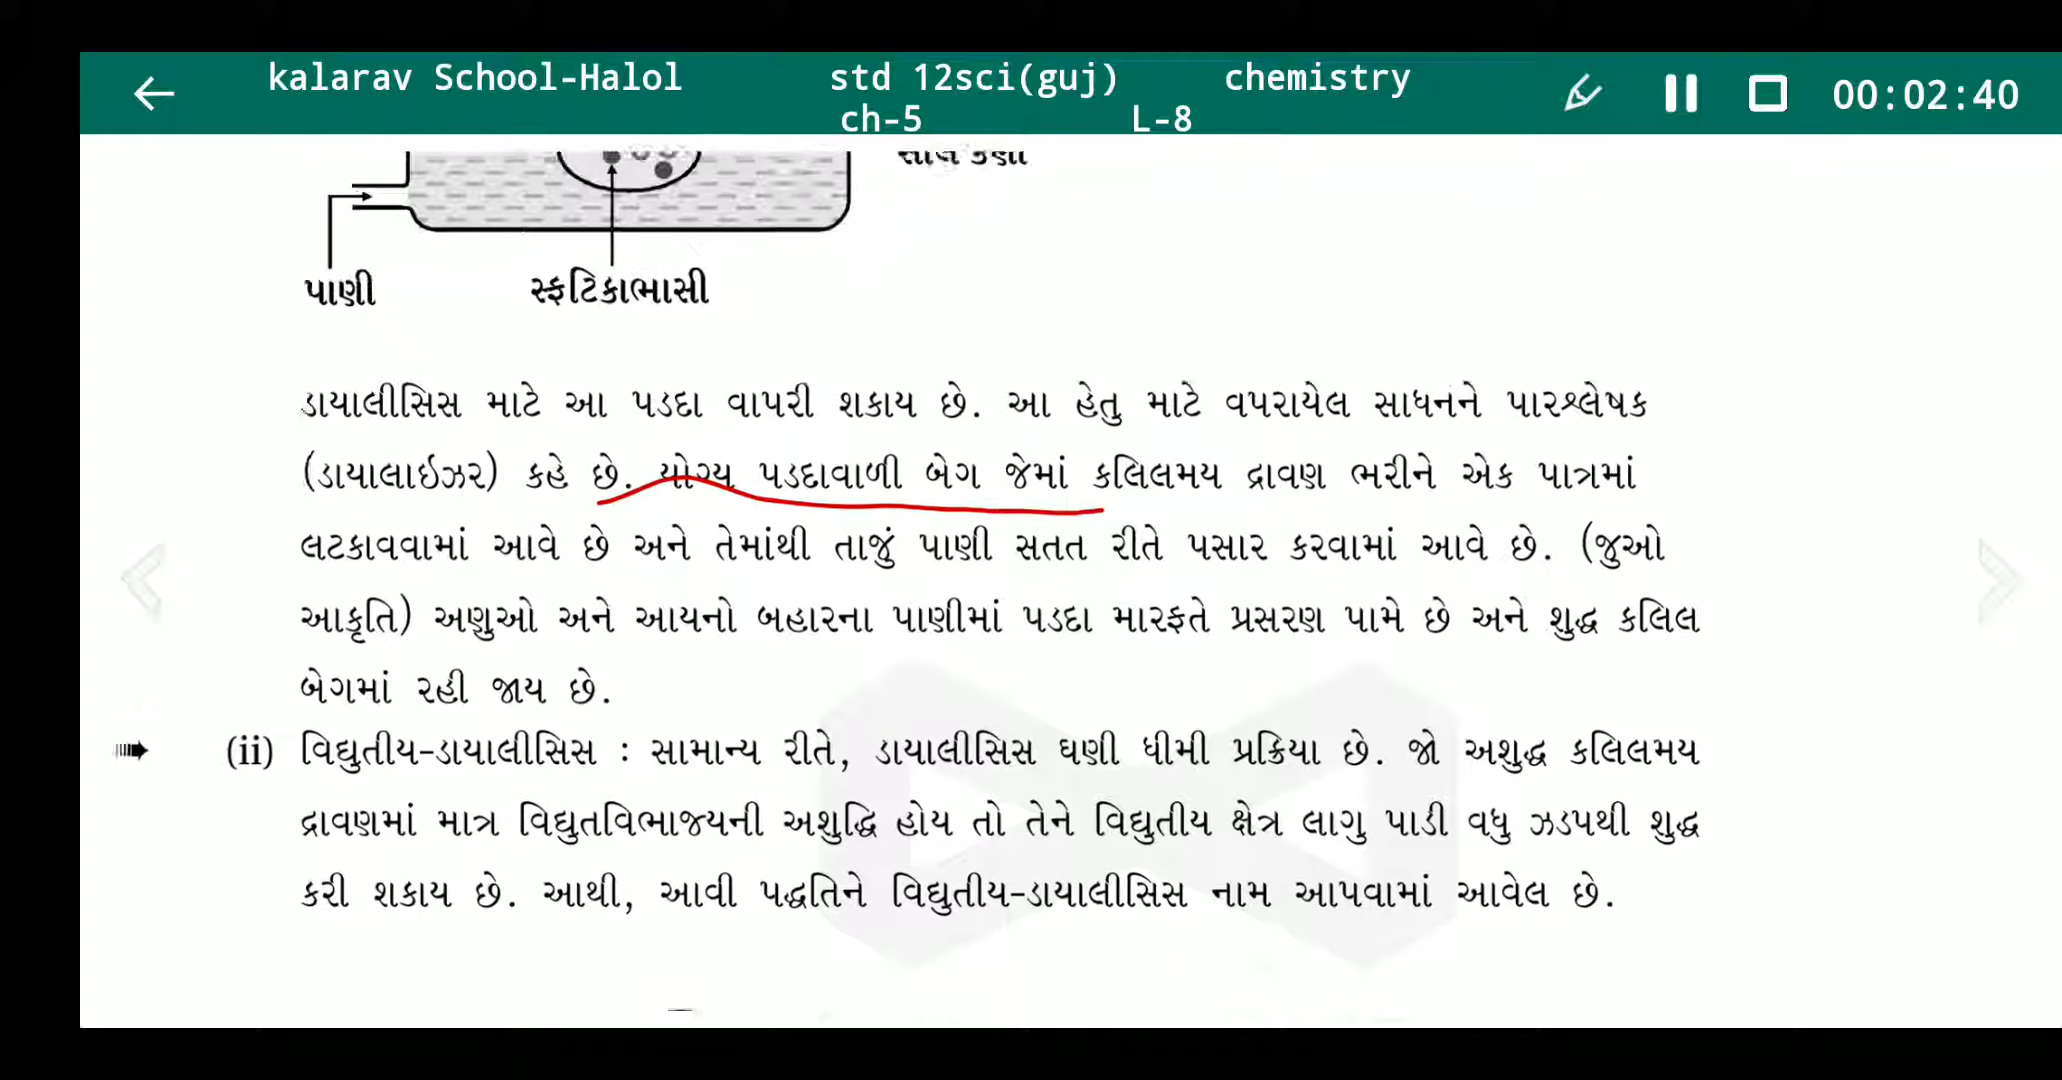 kalarav School-Halol std 12sci(guj) chemistry
ch-5 L-8
00:02:40
પાણી સ્ફટિકાભાસી
ડાયાલીસિસ માટે આ પડદા વાપરી શકાય છે. આ હેતુ માટે વપરાયેલ સાધનને પારશ્લેષક
(ડાયાલાઇઝર) કહે છે. યોગ્ય પડદાવાળી બેગ જેમાં કલિલમય દ્રાવણ ભરીને એક પાત્રમાં
લટકાવવામાં આવે છે અને તેમાંથી તાજું પાણી સતત રીતે પસાર કરવામાં આવે છે. (જુઓ
આકૃતિ) અણુઓ અને આયનો બહારના પાણીમાં પડદા મારફતે પ્રસરણ પામે છે અને શુદ્ધ કલિલ
બેગમાં રહી જાય છે.
(ii) વિદ્યુતીય-ડાયાલીસિસ : સામાન્ય રીતે, ડાયાલીસિસ ઘણી ધીમી પ્રક્રિયા છે. જો અશુદ્ધ કલિલમય
દ્રાવણમાં માત્ર વિદ્યુતવિભાજ્યની અશુદ્ધિ હોય તો તેને વિદ્યુતીય ક્ષેત્ર લાગુ પાડી વધુ ઝડપથી શુદ્ધ
કરી શકાય છે. આથી, આવી પદ્ધતિને વિદ્યુતીય-ડાયાલીસિસ નામ આપવામાં આવેલ છે.